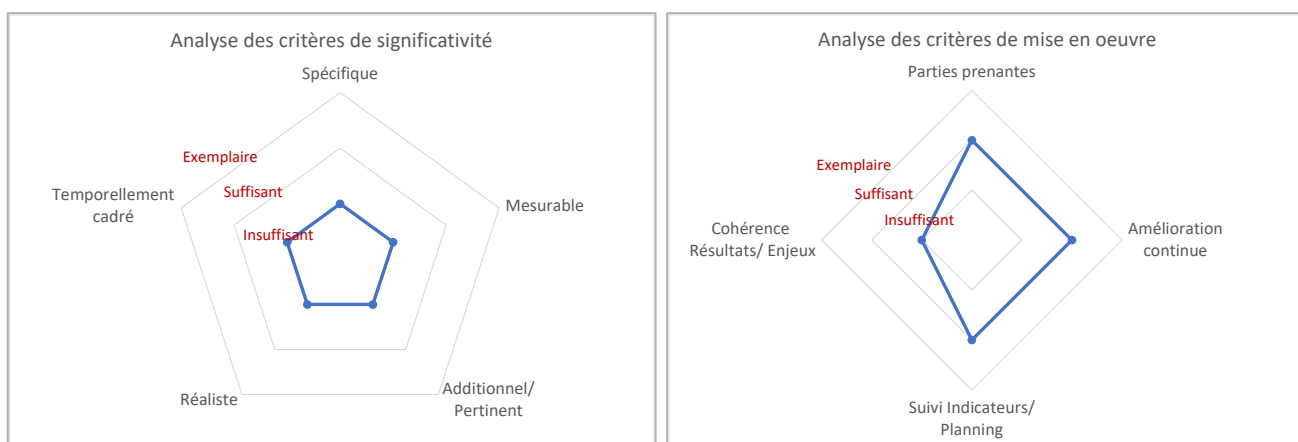 Analyse des critères de significativité
Spécifique
Exemplaire
Suffisant
Temporellement
cadré
Mesurable
Insuffisant
Réaliste
Additionnel/
Pertinent
Analyse des critères de mise en oeuvre
Parties prenantes
Exemplaire
Suffisant
Insuffisant
Cohérence
Résultats/ Enjeux
Amélioration
continue
Suivi Indicateurs/
Planning